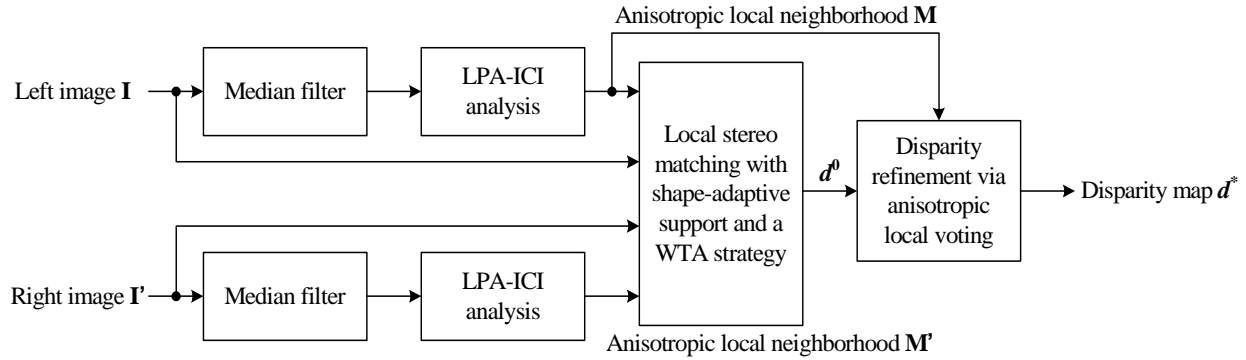 Anisotropic local neighborhood M
Left image I
Median filter
LPA-ICI
analysis
Local stereo
matching with
shape-adaptive
support and a
WTA strategy
d⁰
Disparity
refinement via
anisotropic
local voting
Disparity map d*
Right image I'
Median filter
LPA-ICI
analysis
Anisotropic local neighborhood M'